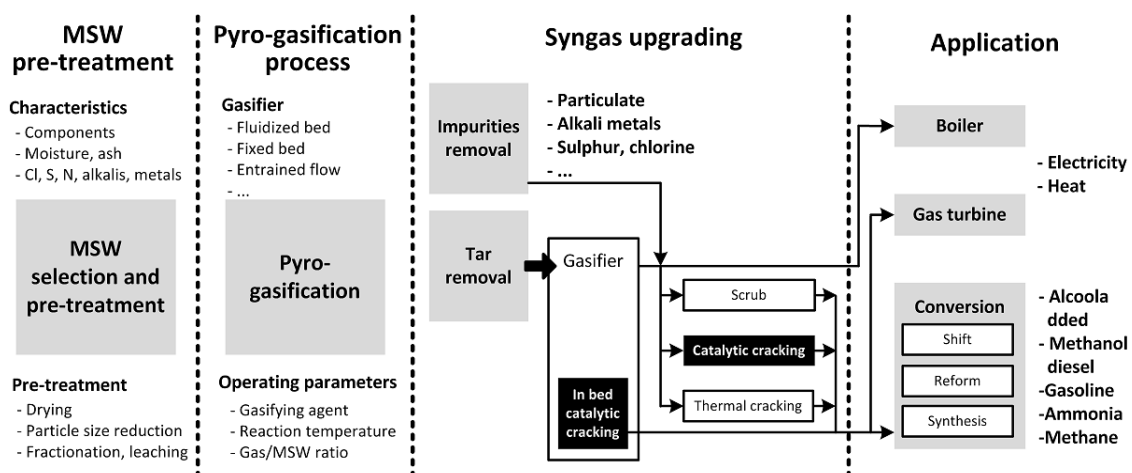 MSW
pre-treatment
Characteristics
- Components
- Moisture, ash
- Cl, S, N, alkalis, metals
MSW
selection and
pre-treatment
Pre-treatment
- Drying
- Particle size reduction
- Fractionation, leaching
Pyro-gasification
process
Gasifier
- Fluidized bed
- Fixed bed
- Entrained flow
- ...
Pyro-
gasification
Operating parameters
- Gasifying agent
- Reaction temperature
- Gas/MSW ratio
Syngas upgrading
Impurities
removal
- Particulate
- Alkali metals
- Sulphur, chlorine
- ...
Tar
removal
Gasifier
In bed
catalytic
cracking
Scrub
Catalytic cracking
Thermal cracking
Application
Boiler
- Electricity
- Heat
Gas turbine
Conversion
Shift
Reform
Synthesis
- Alcoola
dded
- Methanol
diesel
-Gasoline
-Ammonia
-Methane